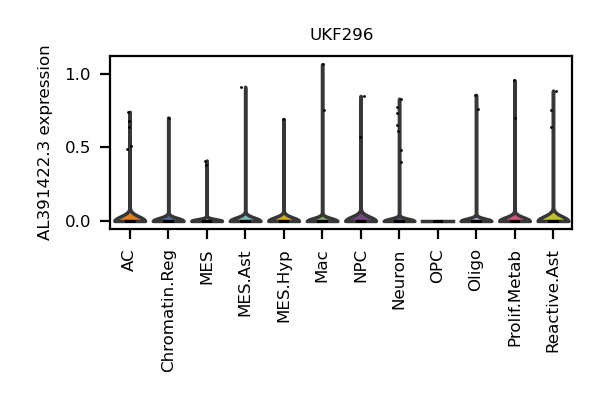 UKF296
AL391422.3 expression
1.0
0.5
0.0
AC
Chromatin.Reg
MES
MES.Ast
MES.Hyp
Mac
NPC
Neuron
OPC
Oligo
Prolif.Metab
Reactive.Ast